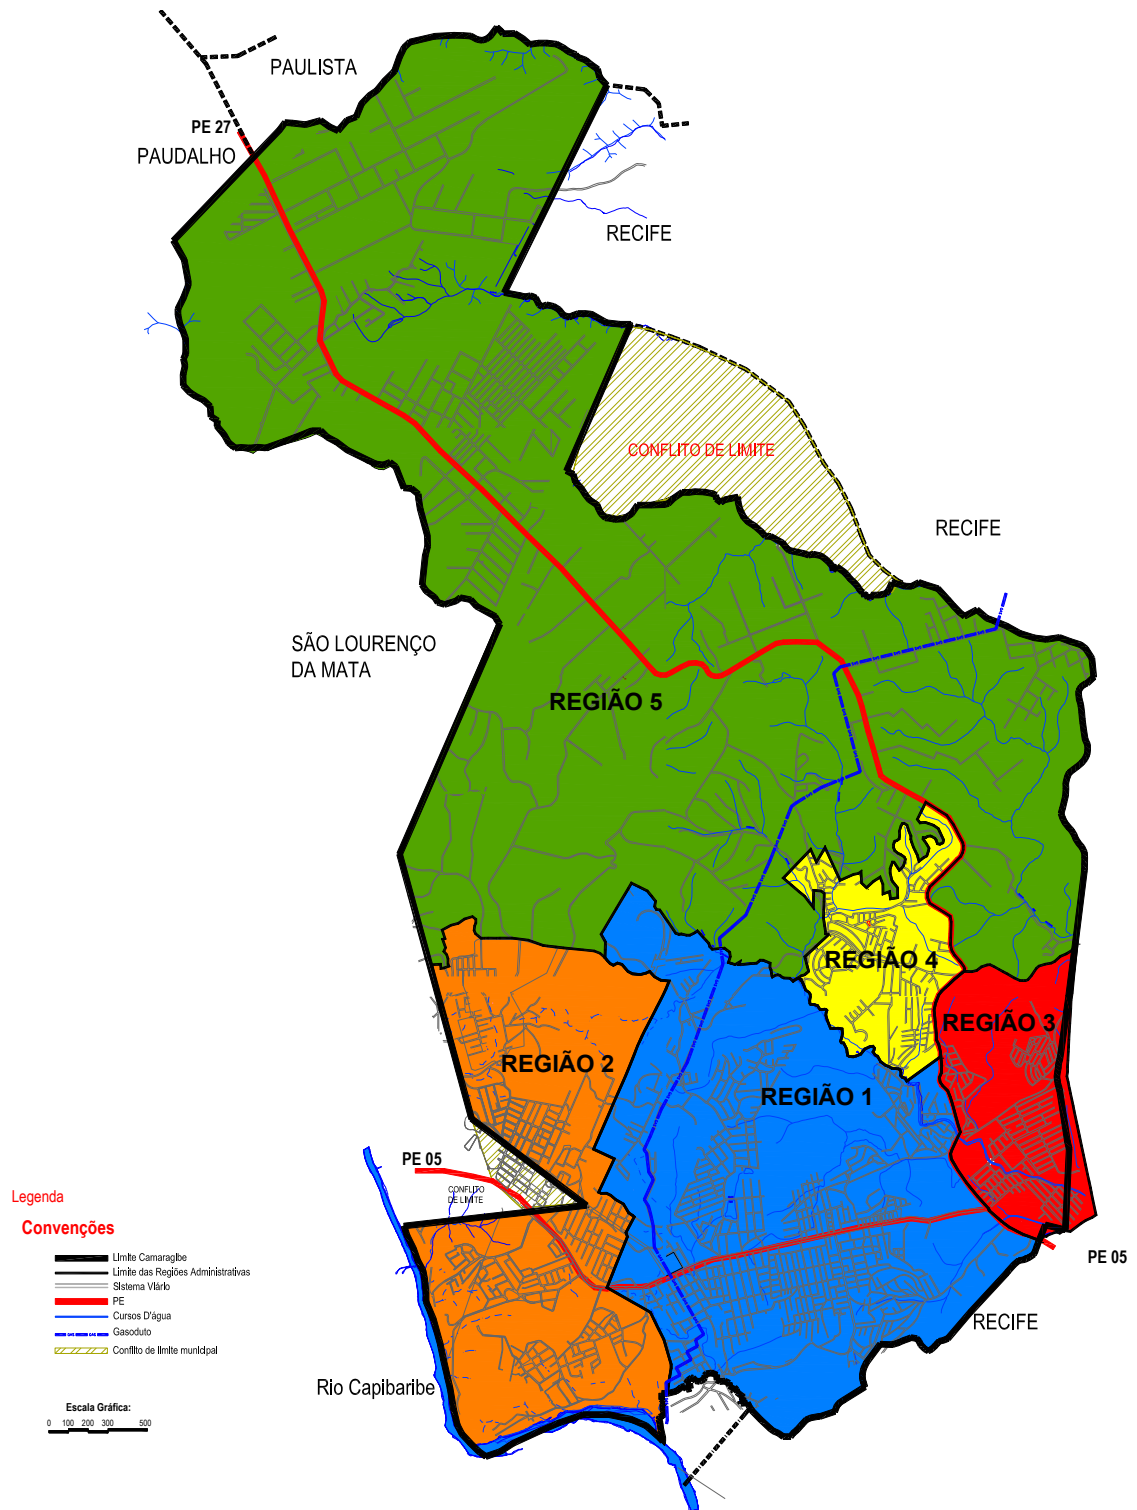 PAULISTA
PE 27
PAUDALHO
RECIFE
CONFLITO DE LIMITE
RECIFE
SÃO LOURENÇO
DA MATA
REGIÃO 5
REGIÃO 4
REGIÃO 3
REGIÃO 2
REGIÃO 1
PE 05
CONFLITO
DE LIMITE
Legenda
Convenções
Limite Camaragibe
Limite das Regiões Administrativas
Sistema Viário
PE
Cursos D'água
GAS GAS Gasoduto
Conflito de limite municipal
PE 05
RECIFE
Rio Capibaribe
Escala Gráfica:
0 100 200 300 500